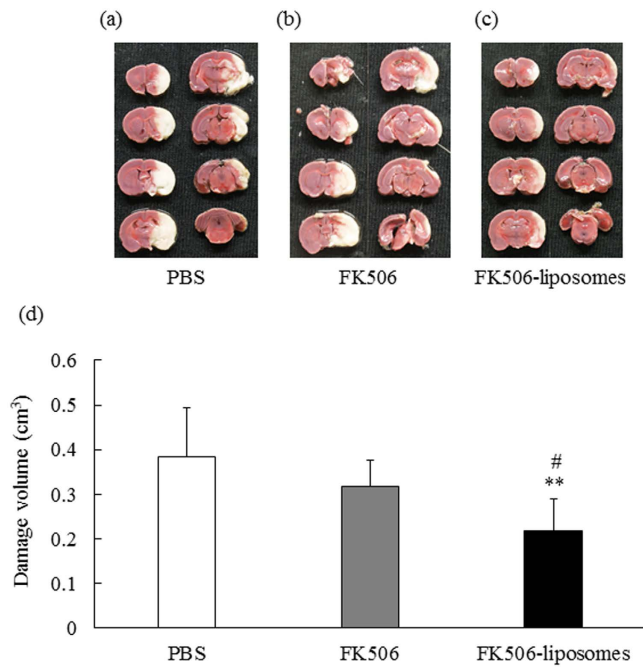 (a) (b) (c)
PBS FK506 FK506-liposomes
(d)
Damage volume (cm³)
0.6
0.5
0.4
0.3
0.2
0.1
0
#
**
PBS FK506 FK506-liposomes